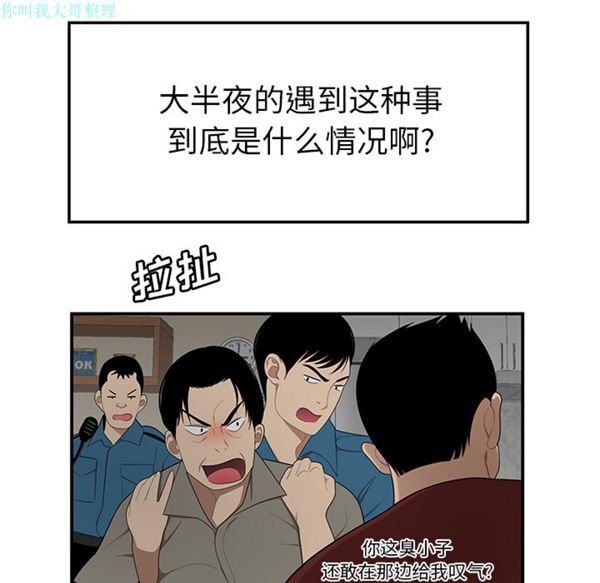 你叫我太哥整理
大半夜的遇到这种事
到底是什么情况啊?
拉扯
OK
你这臭小子
还敢在那边给我叹气?